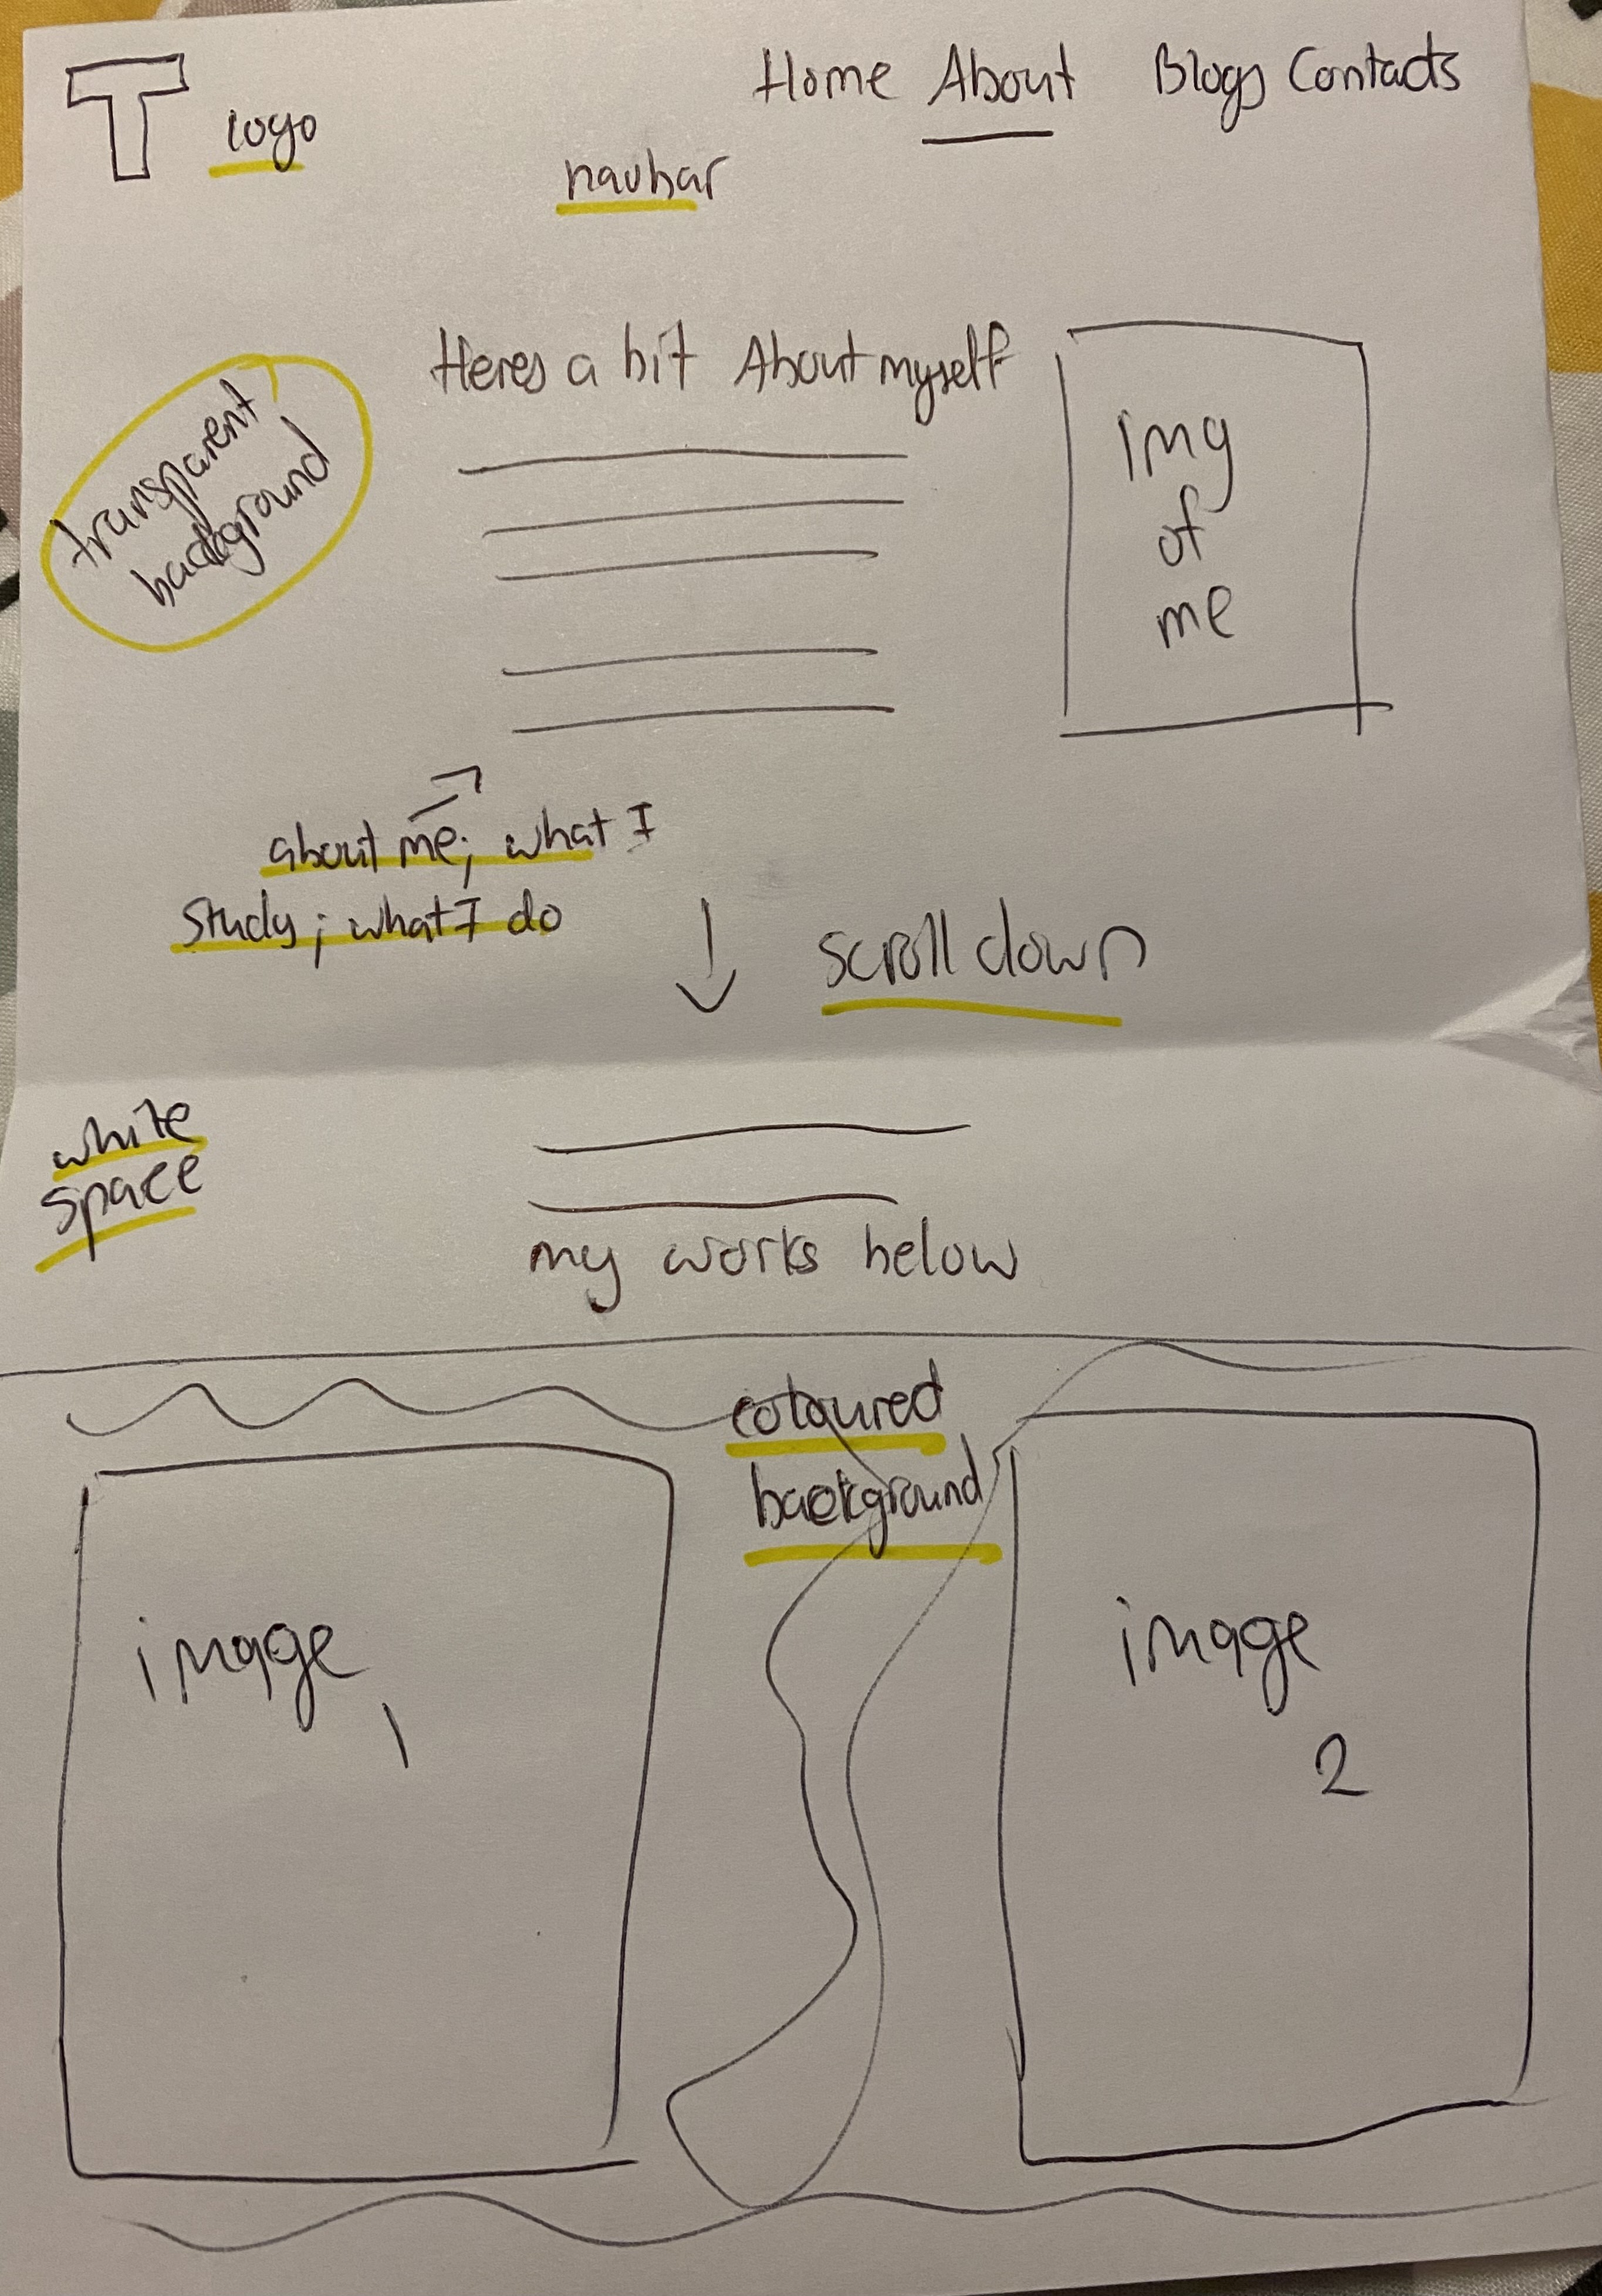 T
logo
Home About Blogs Contacts
navbar
Heres a bit About myself
transparent
background
Img
of
me
about me; what I
study; what I do
scroll down
white
space
my works below
coloured
background
image
1
image
2